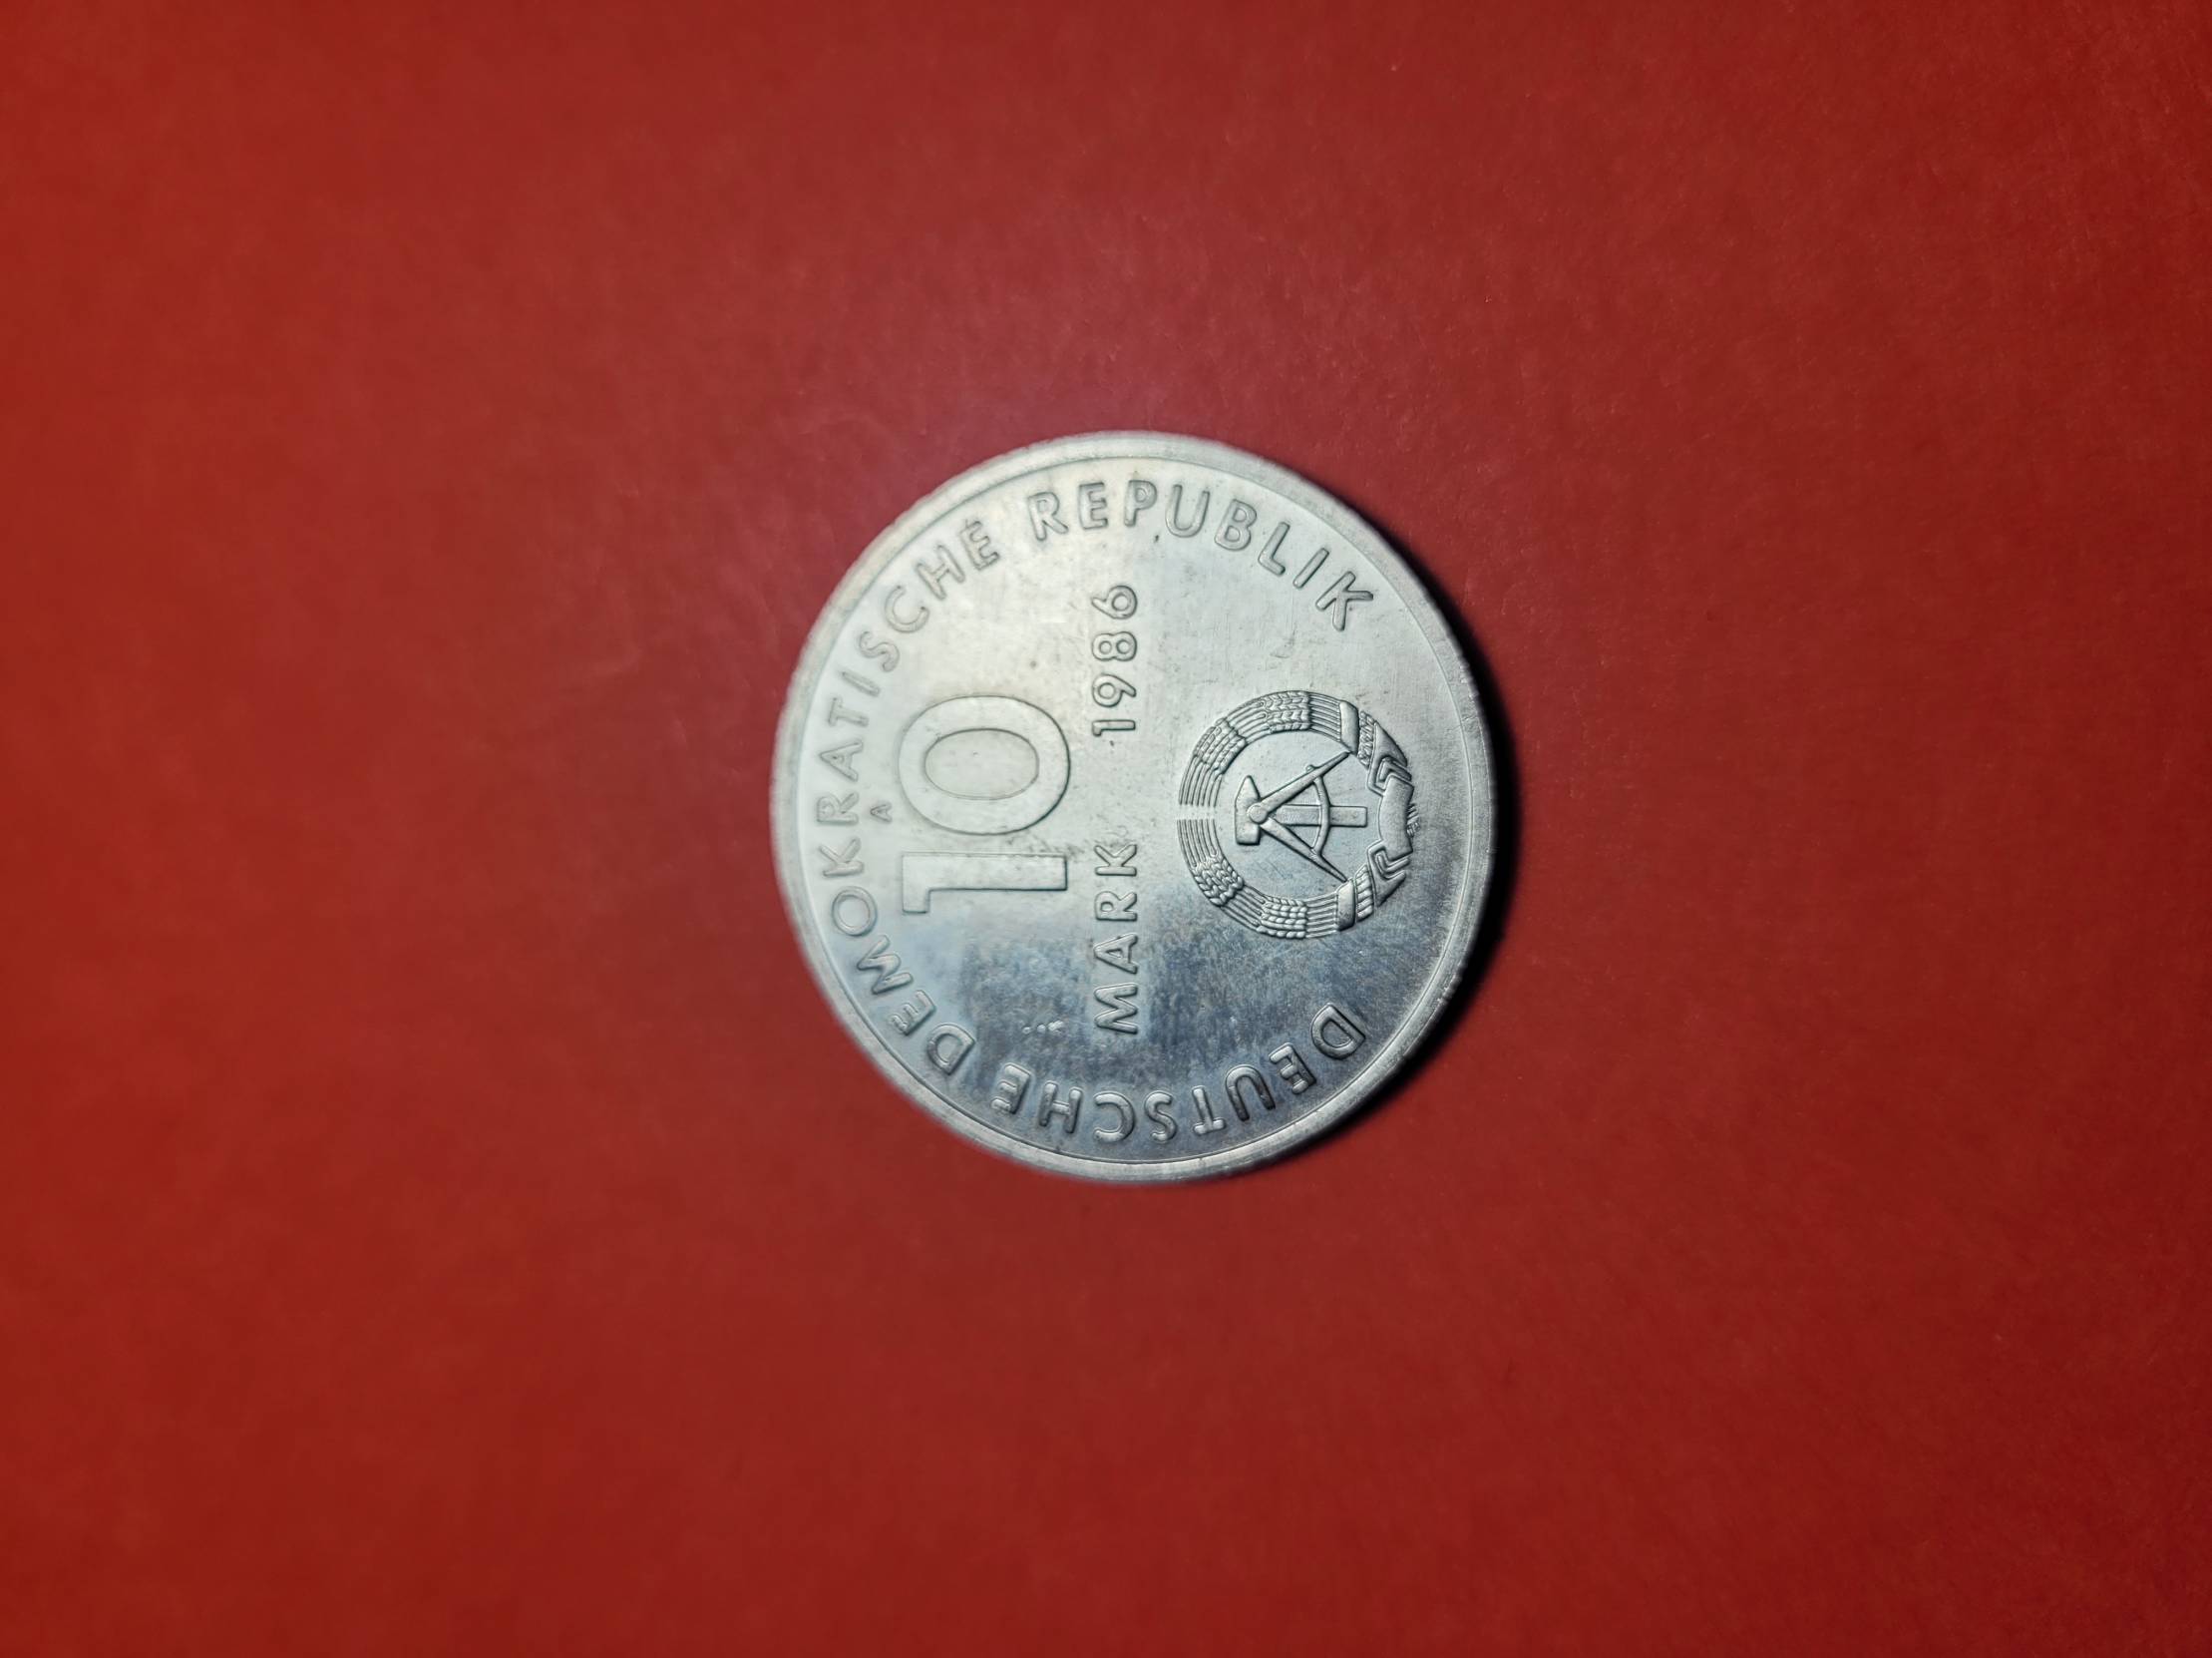 DEUTSCHE DEMOKRATISCHE REPUBLIK
MARK 1986
10
A